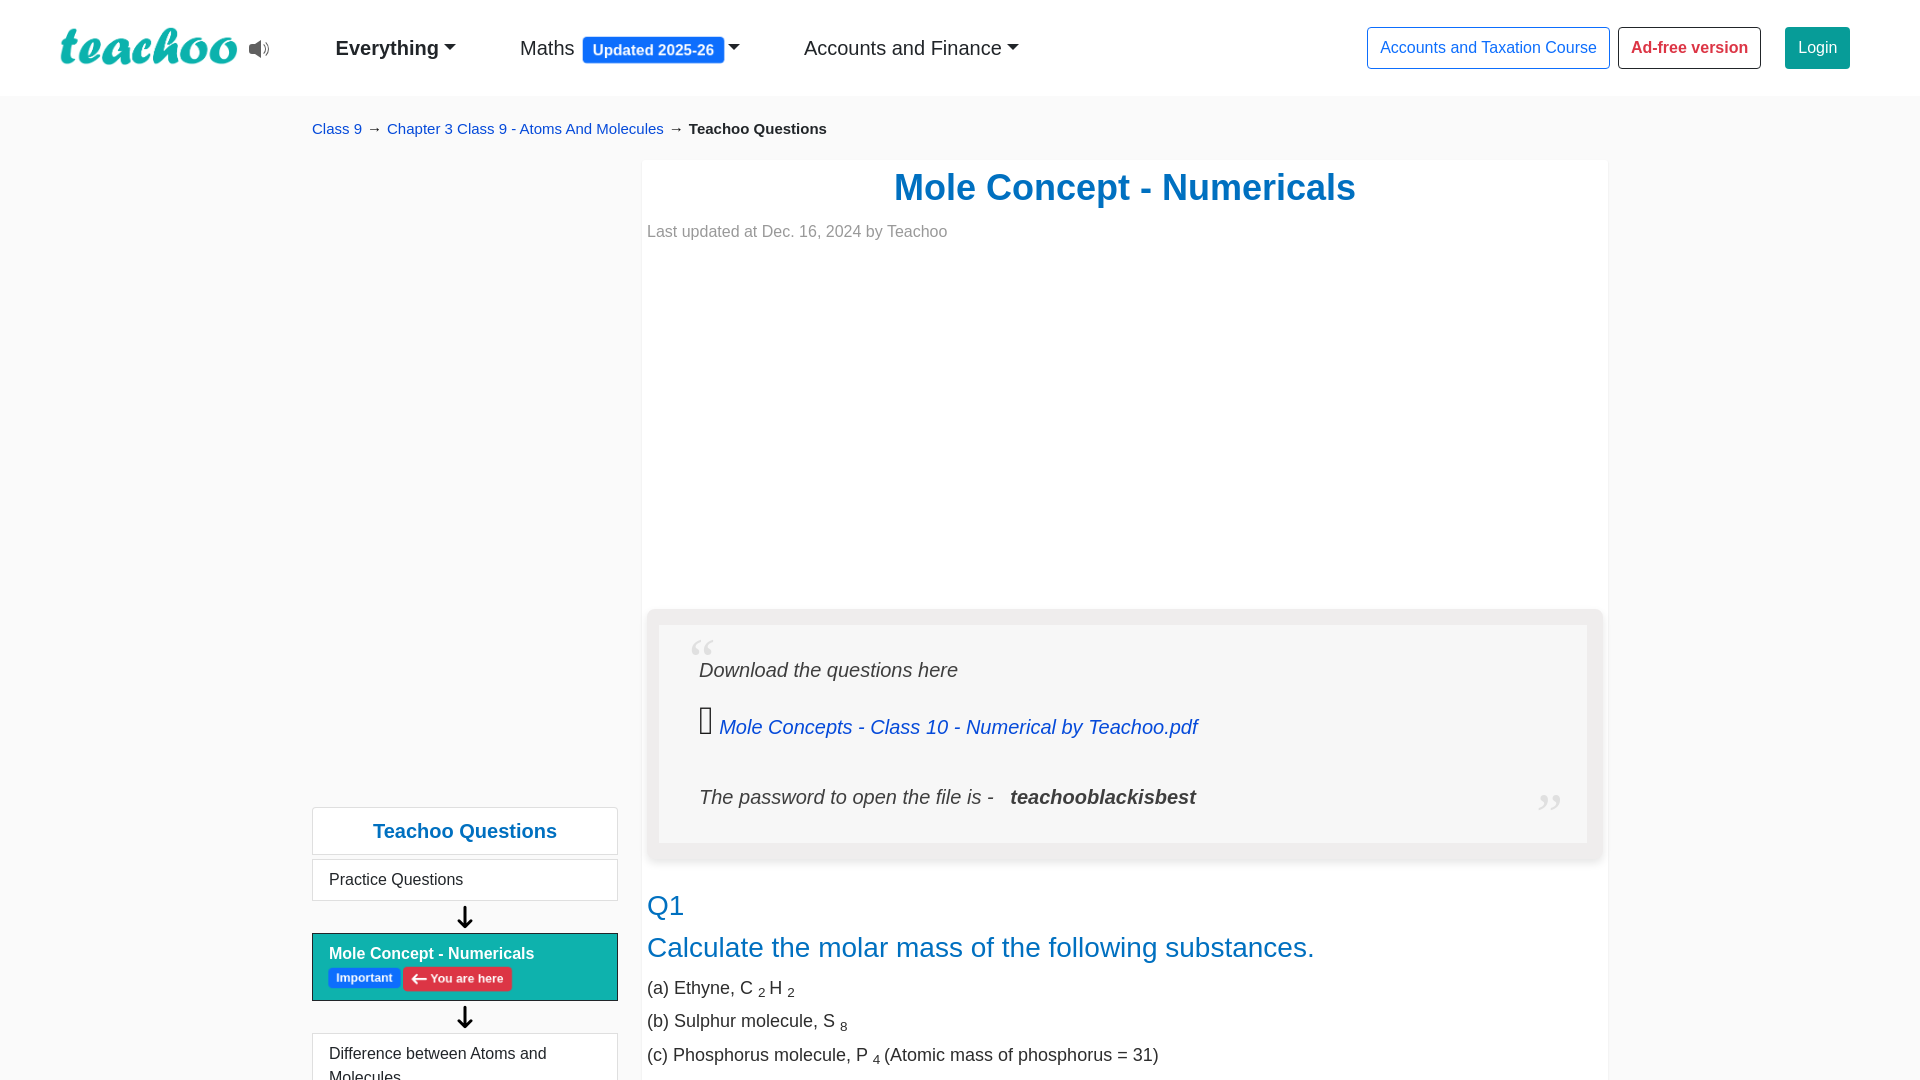 teachoo
Everything
Maths Updated 2025-26
Accounts and Finance
Accounts and Taxation Course
Ad-free version
Login
Class 9 → Chapter 3 Class 9 - Atoms And Molecules → Teachoo Questions
Mole Concept - Numericals
Last updated at Dec. 16, 2024 by Teachoo
“
Download the questions here
Mole Concepts - Class 10 - Numerical by Teachoo.pdf
The password to open the file is - teachooblackisbest
”
Teachoo Questions
Practice Questions
Mole Concept - Numericals
Important ← You are here
Difference between Atoms and
Molecules
Q1
Calculate the molar mass of the following substances.
(a) Ethyne, C 2 H 2
(b) Sulphur molecule, S 8
(c) Phosphorus molecule, P 4 (Atomic mass of phosphorus = 31)